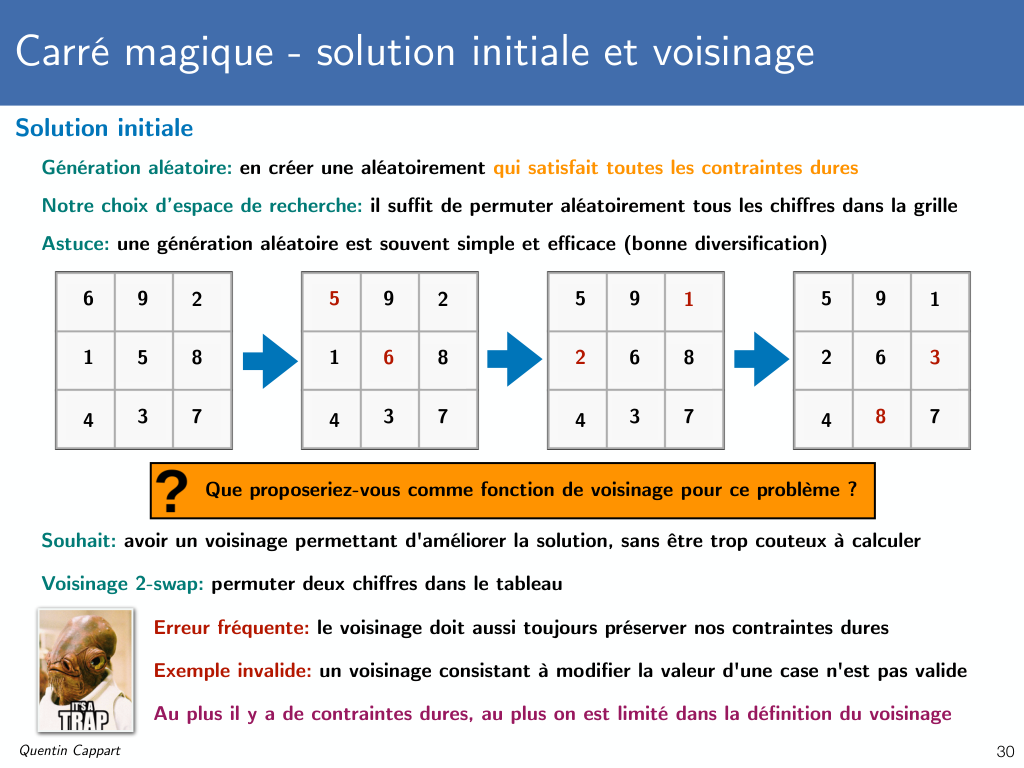 Carré magique - solution initiale et voisinage
Solution initiale
Génération aléatoire: en créer une aléatoirement qui satisfait toutes les contraintes dures
Notre choix d'espace de recherche: il suffit de permuter aléatoirement tous les chiffres dans la grille
Astuce: une génération aléatoire est souvent simple et efficace (bonne diversification)
6 9 2
1 5 8
4 3 7
5 9 2
1 6 8
4 3 7
5 9 1
2 6 8
4 3 7
5 9 1
2 6 3
4 8 7
? Que proposeriez-vous comme fonction de voisinage pour ce problème ?
Souhait: avoir un voisinage permettant d'améliorer la solution, sans être trop couteux à calculer
Voisinage 2-swap: permuter deux chiffres dans le tableau
Erreur fréquente: le voisinage doit aussi toujours préserver nos contraintes dures
Exemple invalide: un voisinage consistant à modifier la valeur d'une case n'est pas valide
Au plus il y a de contraintes dures, au plus on est limité dans la définition du voisinage
IT'S A
TRAP
Quentin Cappart
30